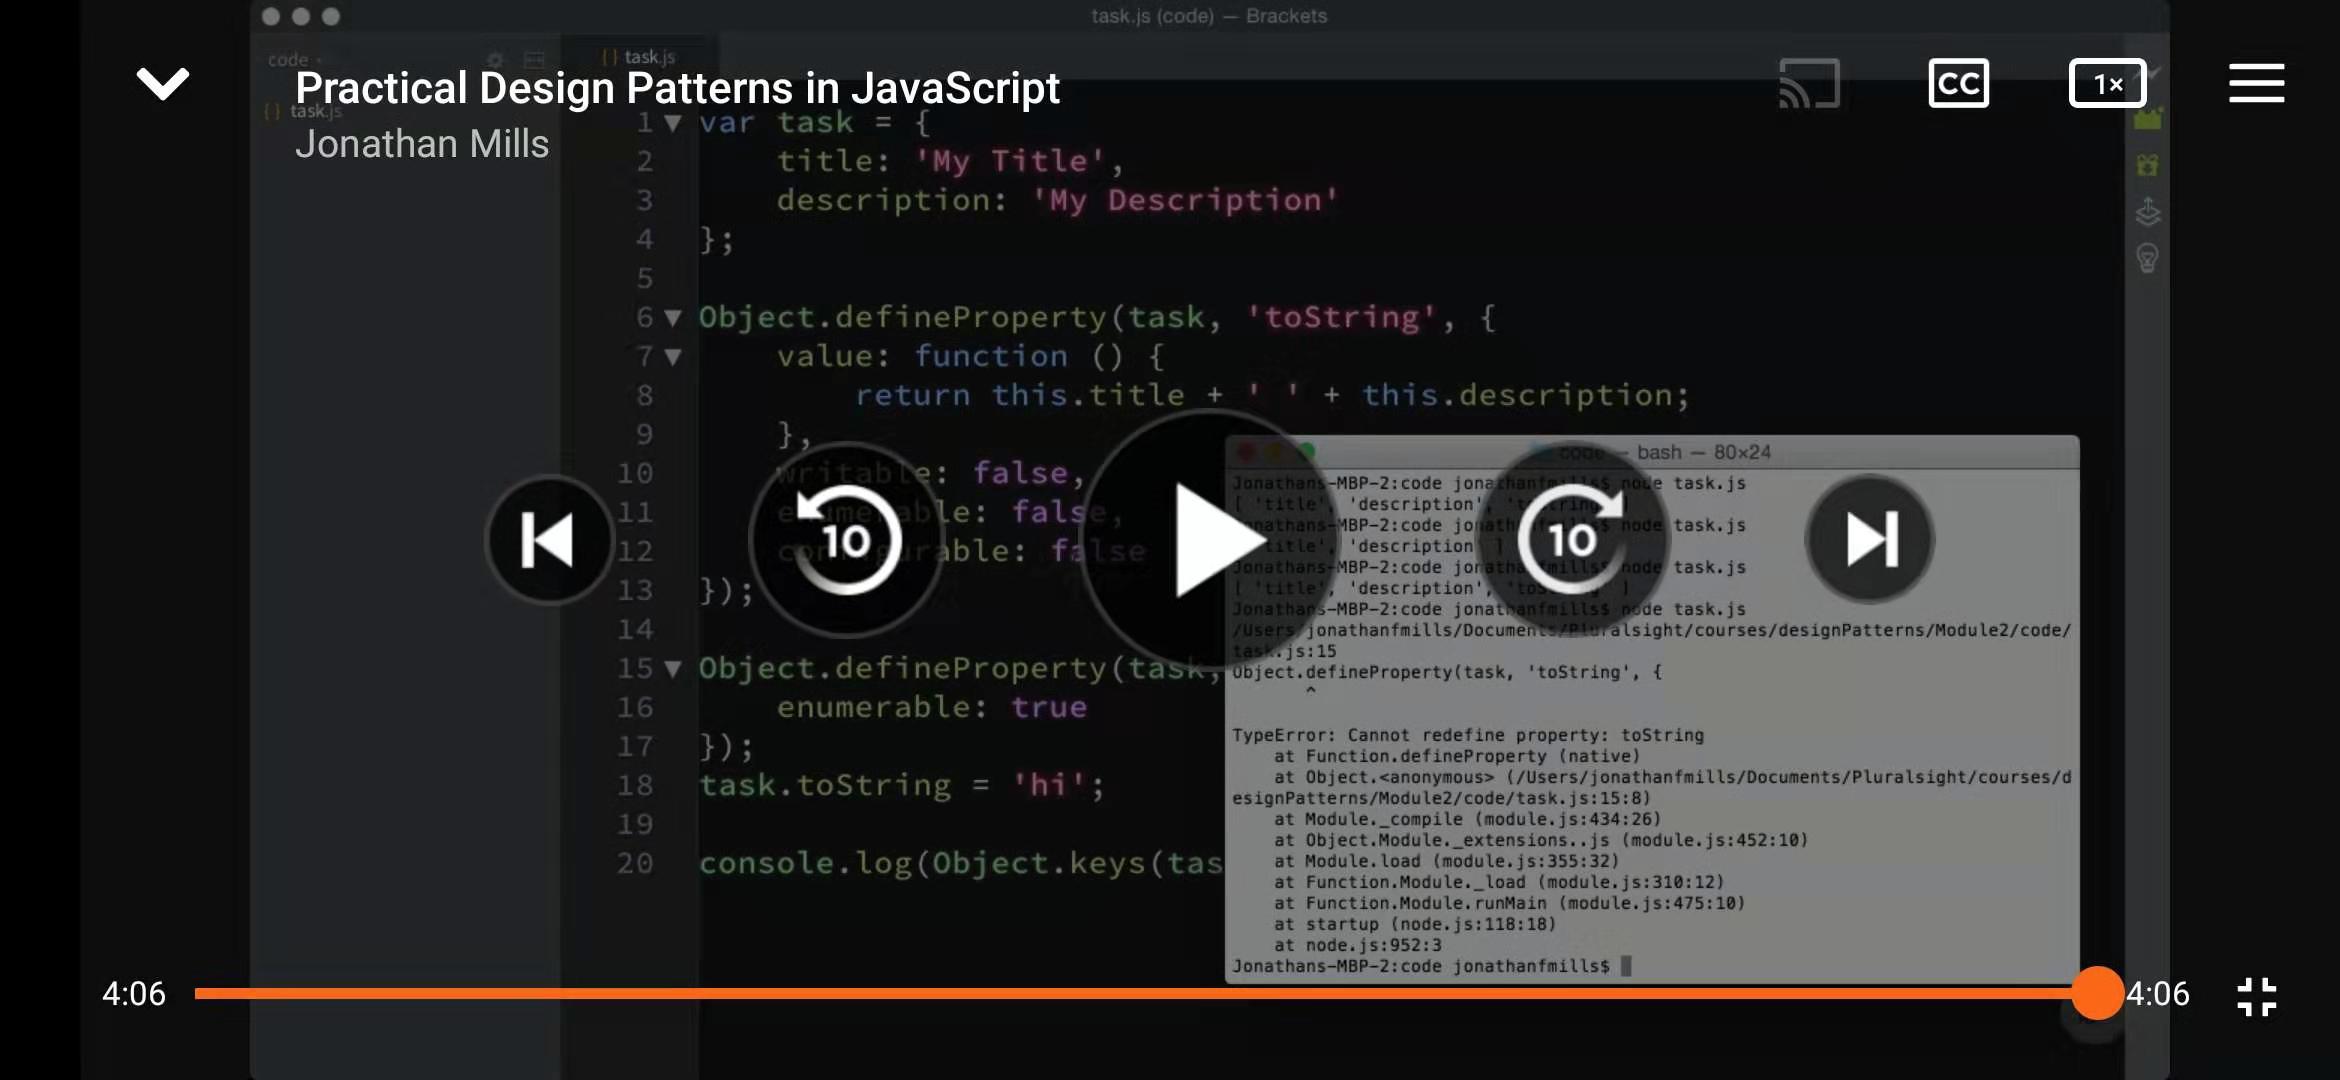 task.js (code) — Brackets
code
task.js
Practical Design Patterns in JavaScript
CC
1×
task.js
Jonathan Mills
1 var task = {
2 title: 'My Title',
3 description: 'My Description'
4 };
5
6 Object.defineProperty(task, 'toString', {
7 value: function () {
8 return this.title + ' ' + this.description;
9 },
10 writable: false,
11 enumerable: false,
12 configurable: false
13 });
14
15 Object.defineProperty(task,
16 enumerable: true
17 });
18 task.toString = 'hi';
19
20 console.log(Object.keys(tas
10
10
code — bash — 80×24
Jonathans-MBP-2:code jonathanfmills$ node task.js
[ 'title', 'description', 'toString' ]
Jonathans-MBP-2:code jonathanfmills$ node task.js
[ 'title', 'description' ]
Jonathans-MBP-2:code jonathanfmills$ node task.js
[ 'title', 'description', 'toString' ]
Jonathans-MBP-2:code jonathanfmills$ node task.js
/Users/jonathanfmills/Documents/Pluralsight/courses/designPatterns/Module2/code/
task.js:15
Object.defineProperty(task, 'toString', {
^
TypeError: Cannot redefine property: toString
at Function.defineProperty (native)
at Object.<anonymous> (/Users/jonathanfmills/Documents/Pluralsight/courses/d
esignPatterns/Module2/code/task.js:15:8)
at Module._compile (module.js:434:26)
at Object.Module._extensions..js (module.js:452:10)
at Module.load (module.js:355:32)
at Function.Module._load (module.js:310:12)
at Function.Module.runMain (module.js:475:10)
at startup (node.js:118:18)
at node.js:952:3
Jonathans-MBP-2:code jonathanfmills$
4:06
4:06